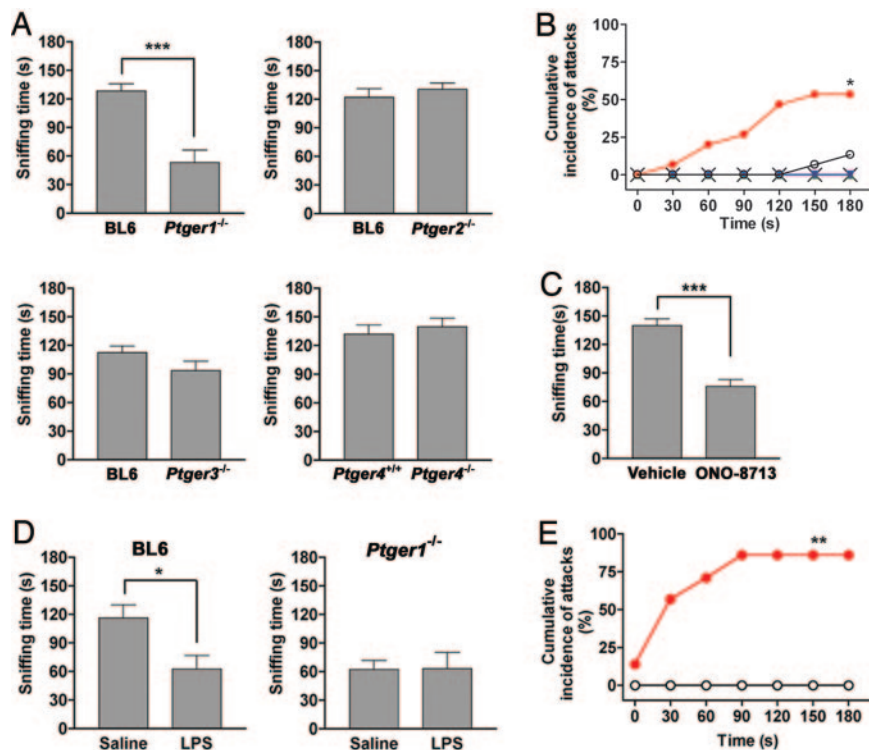 A
Sniffing time (s)
180
150
120
90
60
30
0
***
BL6 Ptger1-/-
Sniffing time (s)
180
150
120
90
60
30
0
BL6 Ptger2-/-
Sniffing time (s)
180
150
120
90
60
30
0
BL6 Ptger3-/-
Sniffing time (s)
180
150
120
90
60
30
0
Ptger4+/+ Ptger4-/-
B
Cumulative
incidence of attacks
(%)
100
75
50
25
0
*
0 30 60 90 120 150 180
Time (s)
C
Sniffing time(s)
180
150
120
90
60
30
0
***
Vehicle ONO-8713
D
BL6
Sniffing time (s)
180
150
120
90
60
30
0
*
Saline LPS
Ptger1-/-
Sniffing time (s)
180
150
120
90
60
30
0
Saline LPS
E
Cumulative
incidence of attacks
(%)
100
75
50
25
0
**
0 30 60 90 120 150 180
Time (s)